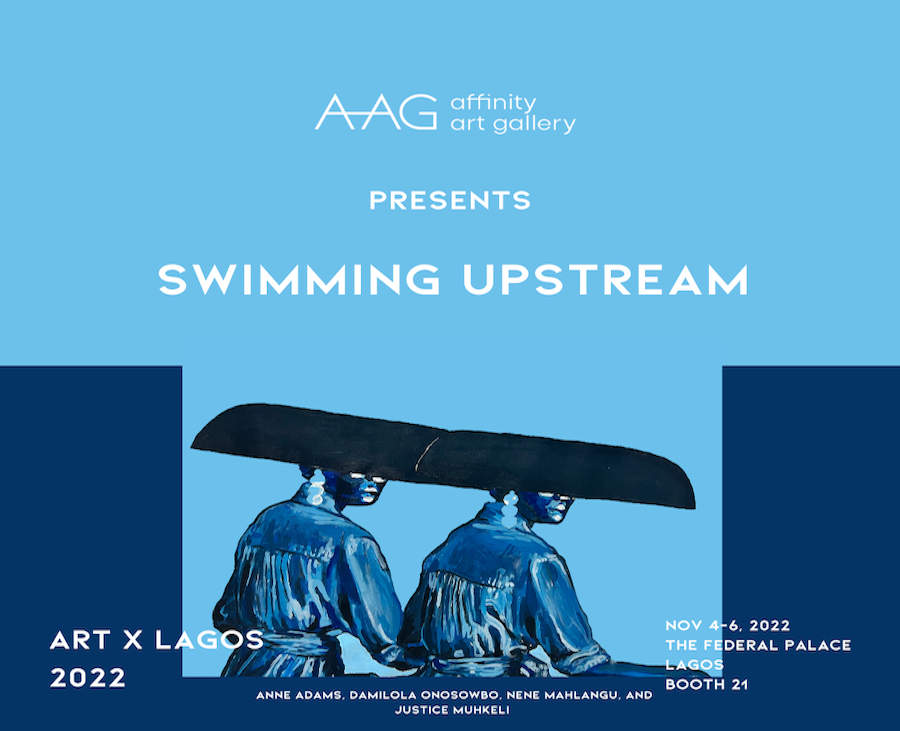 AAG affinity
art gallery
PRESENTS
SWIMMING UPSTREAM
ART X LAGOS
2022
NOV 4-6, 2022
THE FEDERAL PALACE
LAGOS
BOOTH 21
ANNE ADAMS, DAMILOLA ONOSOWBO, NENE MAHLANGU, AND
JUSTICE MUHKELI